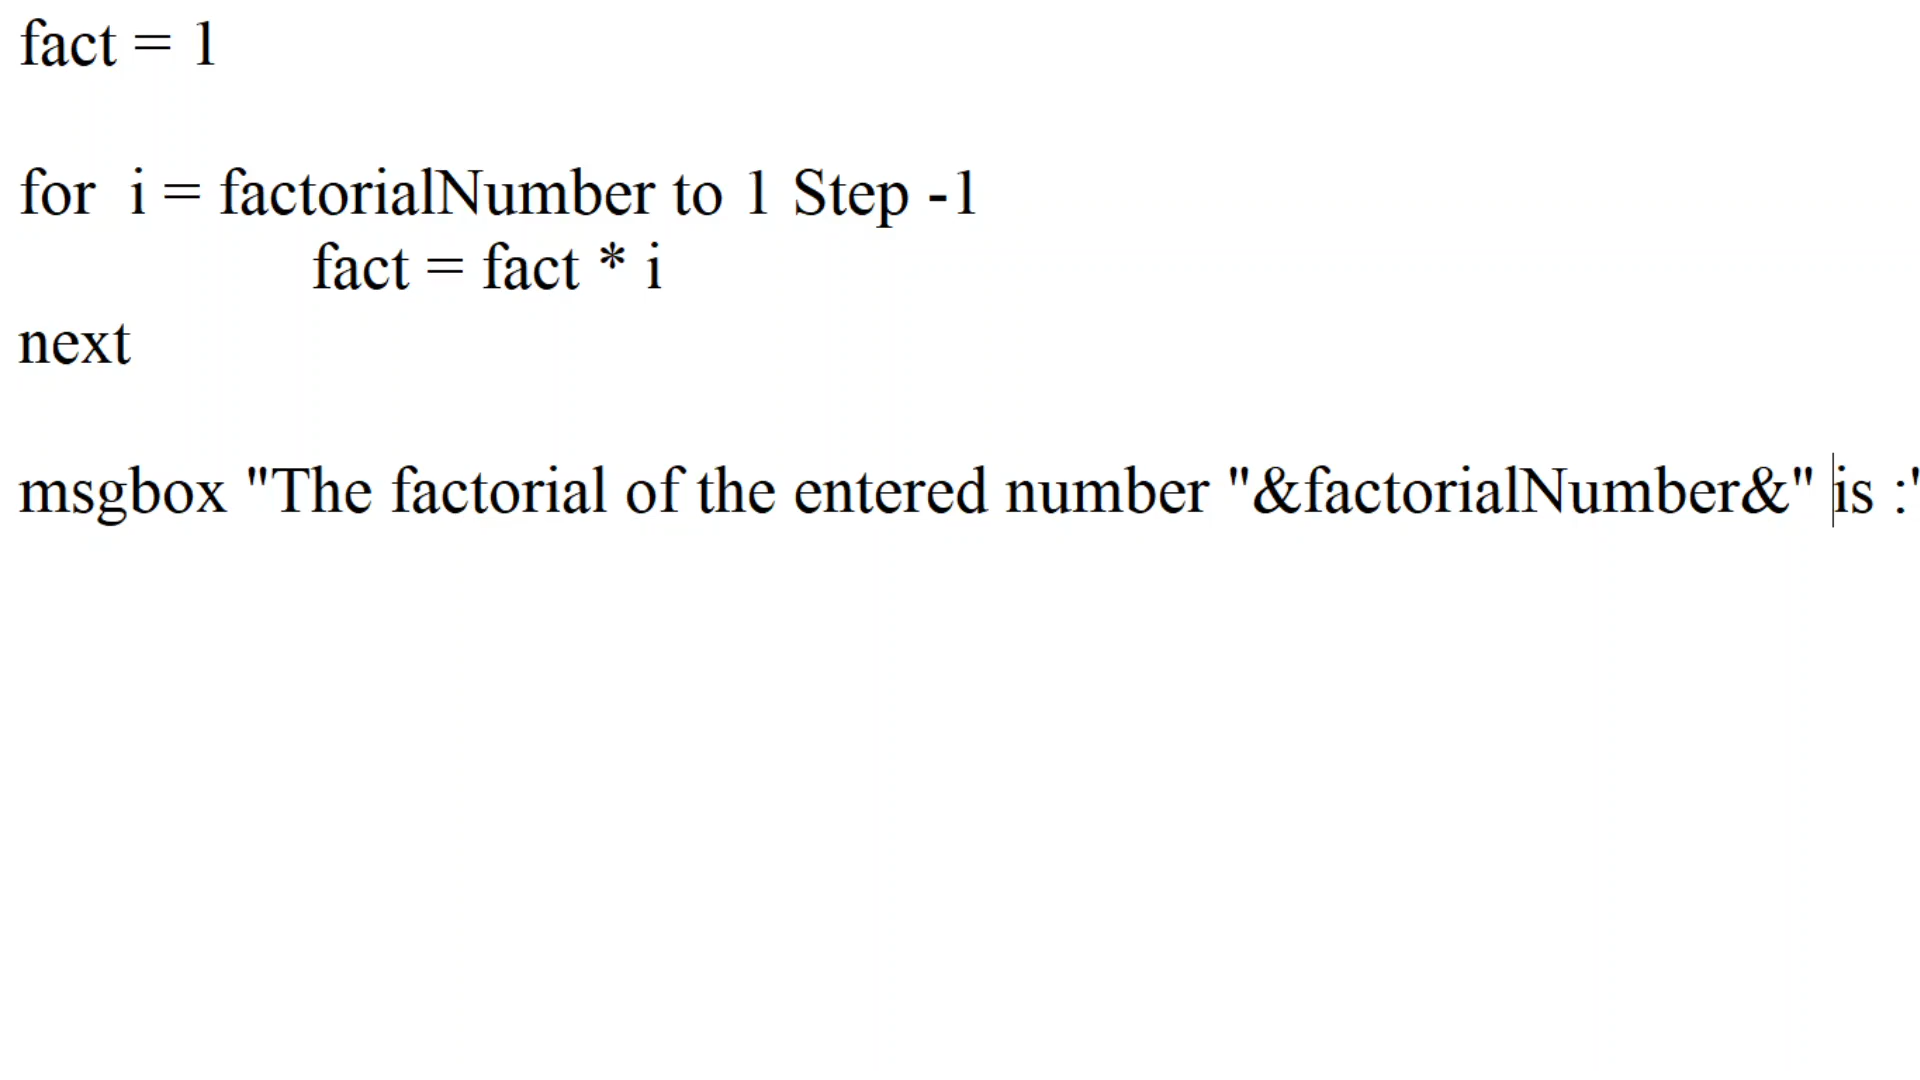 fact = 1
for  i = factorialNumber to 1 Step -1
fact = fact * i
next
msgbox "The factorial of the entered number "&factorialNumber&" is :"